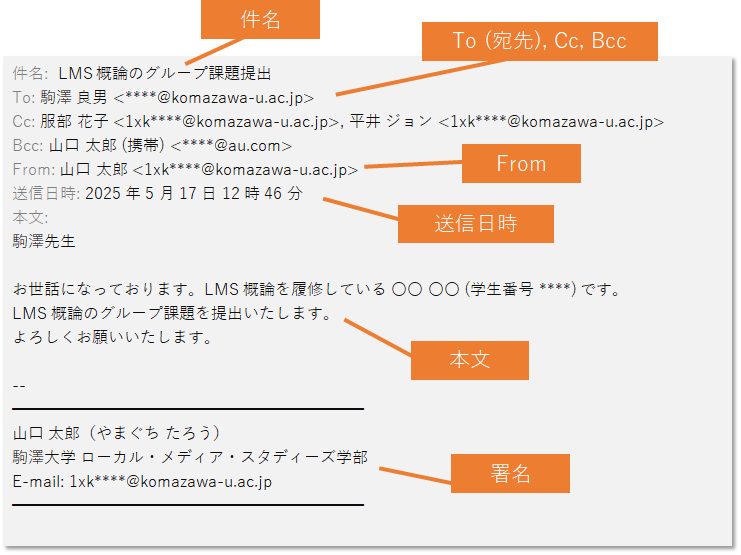 件名
To (宛先), Cc, Bcc
件名: LMS 概論のグループ課題提出
To: 駒澤 良男 <****@komazawa-u.ac.jp>
Cc: 服部 花子 <1xk****@komazawa-u.ac.jp>, 平井 ジョン <1xk****@komazawa-u.ac.jp>
Bcc: 山口 太郎 (携帯) <****@au.com>
From: 山口 太郎 <1xk****@komazawa-u.ac.jp>
From
送信日時: 2025 年 5 月 17 日 12 時 46 分
送信日時
本文:
駒澤先生
お世話になっております。LMS 概論を履修している 〇〇 〇〇 (学生番号 ****) です。
LMS 概論のグループ課題を提出いたします。
よろしくお願いいたします。
本文
--
山口 太郎（やまぐち たろう）
駒澤大学 ローカル・メディア・スタディーズ学部
E-mail: 1xk****@komazawa-u.ac.jp
署名